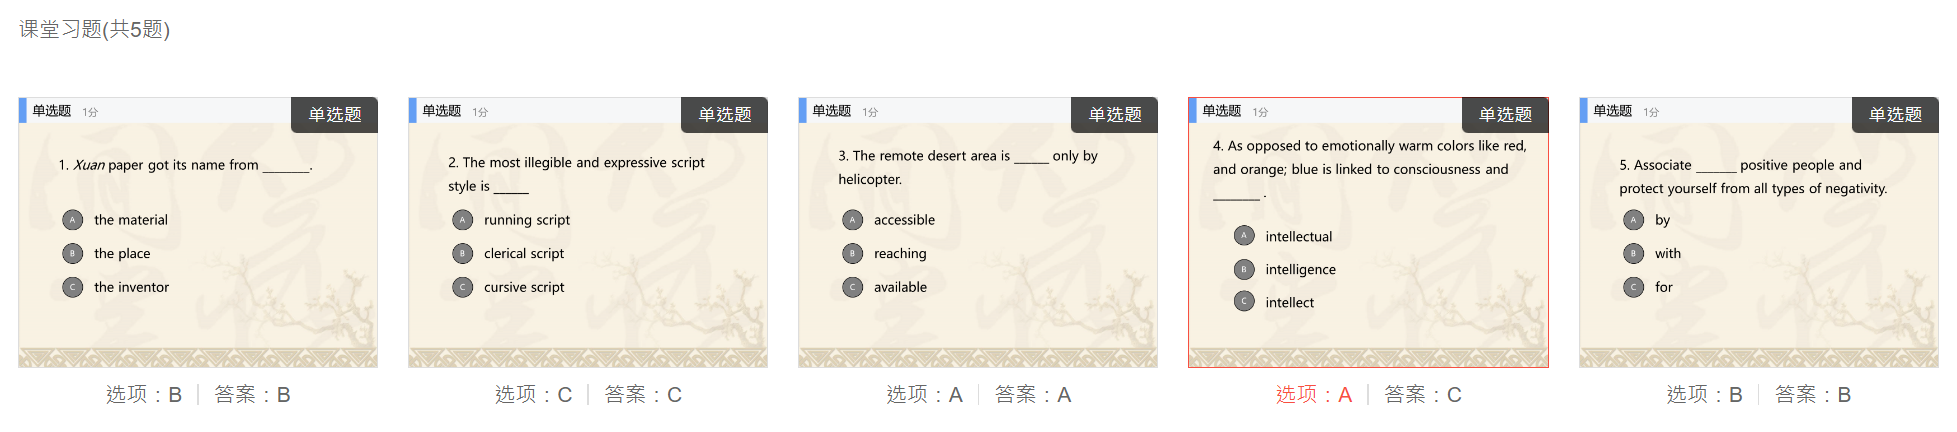 课堂习题(共5题)
单选题 1分 单选题
1. Xuan paper got its name from ______.
A the material
B the place
C the inventor
选项：B 答案：B
单选题 1分 单选题
2. The most illegible and expressive script
style is _____
A running script
B clerical script
C cursive script
选项：C 答案：C
单选题 1分 单选题
3. The remote desert area is _____ only by
helicopter.
A accessible
B reaching
C available
选项：A 答案：A
单选题 1分 单选题
4. As opposed to emotionally warm colors like red,
and orange; blue is linked to consciousness and
______ .
A intellectual
B intelligence
C intellect
选项：A 答案：C
单选题 1分 单选题
5. Associate _____ positive people and
protect yourself from all types of negativity.
A by
B with
C for
选项：B 答案：B